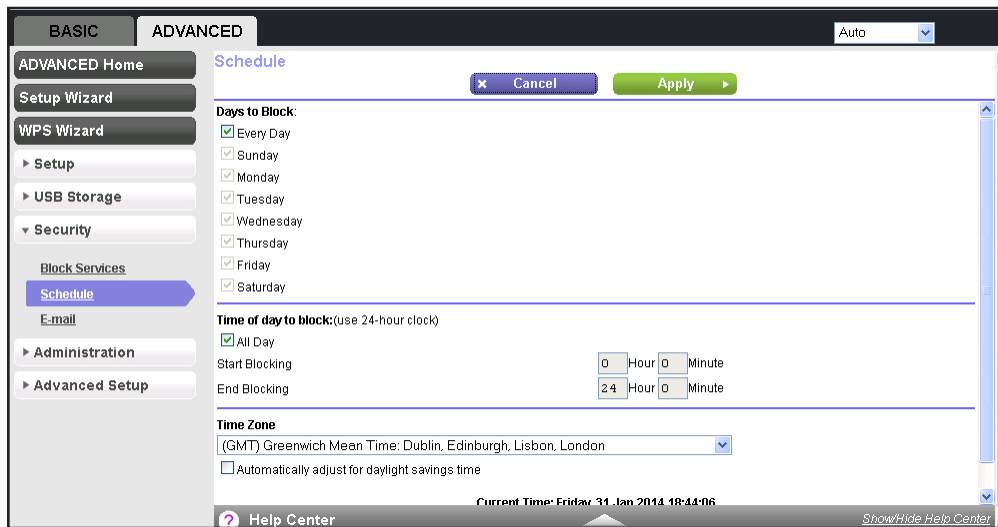 BASIC
ADVANCED
Auto
ADVANCED Home
Setup Wizard
WPS Wizard
Setup
USB Storage
Security
Block Services
Schedule
E-mail
Administration
Advanced Setup
Schedule
Cancel
Apply
Days to Block:
Every Day
Sunday
Monday
Tuesday
Wednesday
Thursday
Friday
Saturday
Time of day to block:(use 24-hour clock)
All Day
Start Blocking 0 Hour 0 Minute
End Blocking 24 Hour 0 Minute
Time Zone
(GMT) Greenwich Mean Time: Dublin, Edinburgh, Lisbon, London
Automatically adjust for daylight savings time
Current Time: Friday, 31 Jan 2014 18:44:06
? Help Center
Show/Hide Help Center